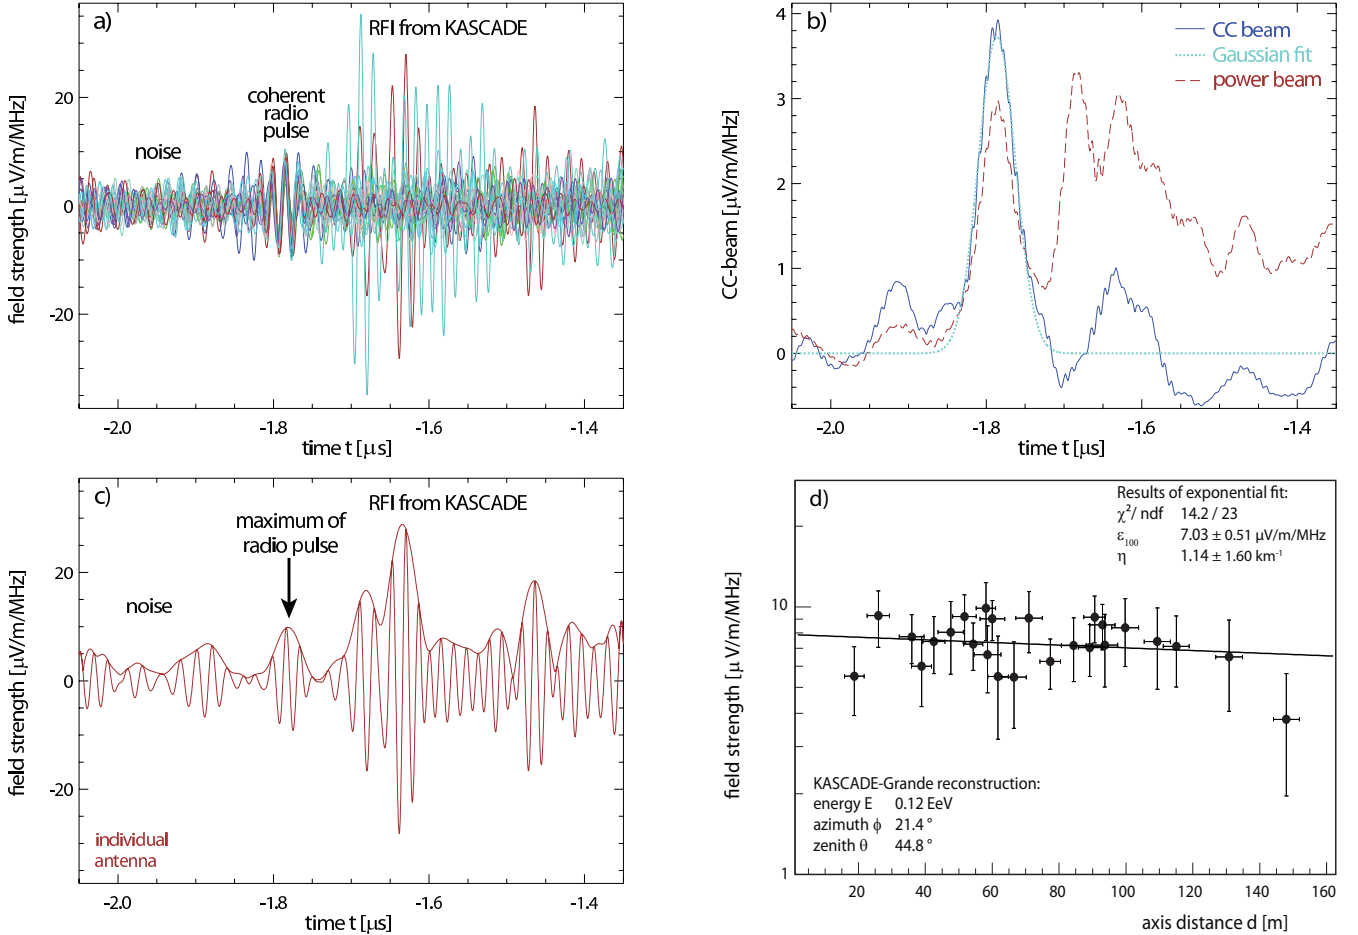 a)
RFI from KASCADE
coherent
radio
pulse
noise
20
0
-20
field strength [μV/m/MHz]
-2.0
-1.8
-1.6
-1.4
time t [μs]
b)
CC beam
Gaussian fit
power beam
4
3
2
1
0
CC-beam [μV/m/MHz]
-2.0
-1.8
-1.6
-1.4
time t [μs]
c)
RFI from KASCADE
maximum of
radio pulse
noise
20
0
-20
field strength [μV/m/MHz]
individual
antenna
-2.0
-1.8
-1.6
-1.4
time t [μs]
d)
Results of exponential fit:
χ²/ ndf 14.2 / 23
ε₁₀₀ 7.03 ± 0.51 μV/m/MHz
η 1.14 ± 1.60 km⁻¹
10
1
field strength [μV/m/MHz]
KASCADE-Grande reconstruction:
energy E 0.12 EeV
azimuth ϕ 21.4 °
zenith θ 44.8 °
20
40
60
80
100
120
140
160
axis distance d [m]